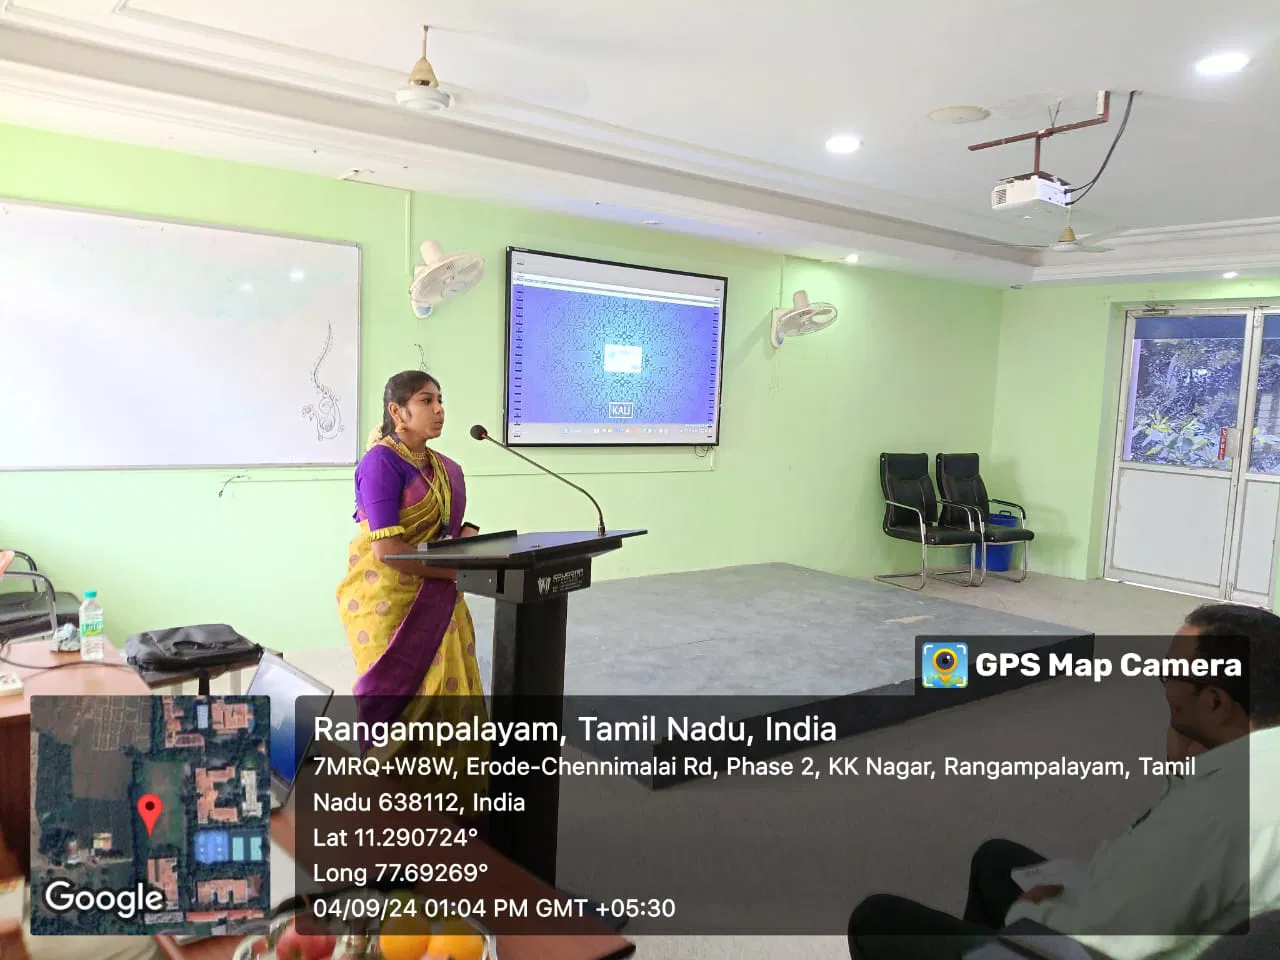 KALI
GPS Map Camera
Rangampalayam, Tamil Nadu, India
7MRQ+W8W, Erode-Chennimalai Rd, Phase 2, KK Nagar, Rangampalayam, Tamil
Nadu 638112, India
Lat 11.290724°
Long 77.69269°
04/09/24 01:04 PM GMT +05:30
Google